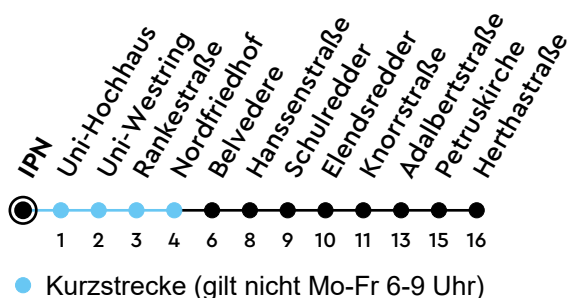 IPN
Uni-Hochhaus
Uni-Westring
Rankestraße
Nordfriedhof
Belvedere
Hanssenstraße
Schulredder
Elendsredder
Knorrstraße
Adalbertstraße
Petruskirche
Herthastraße
1 2 3 4 6 8 9 10 11 13 15 16
Kurzstrecke (gilt nicht Mo-Fr 6-9 Uhr)